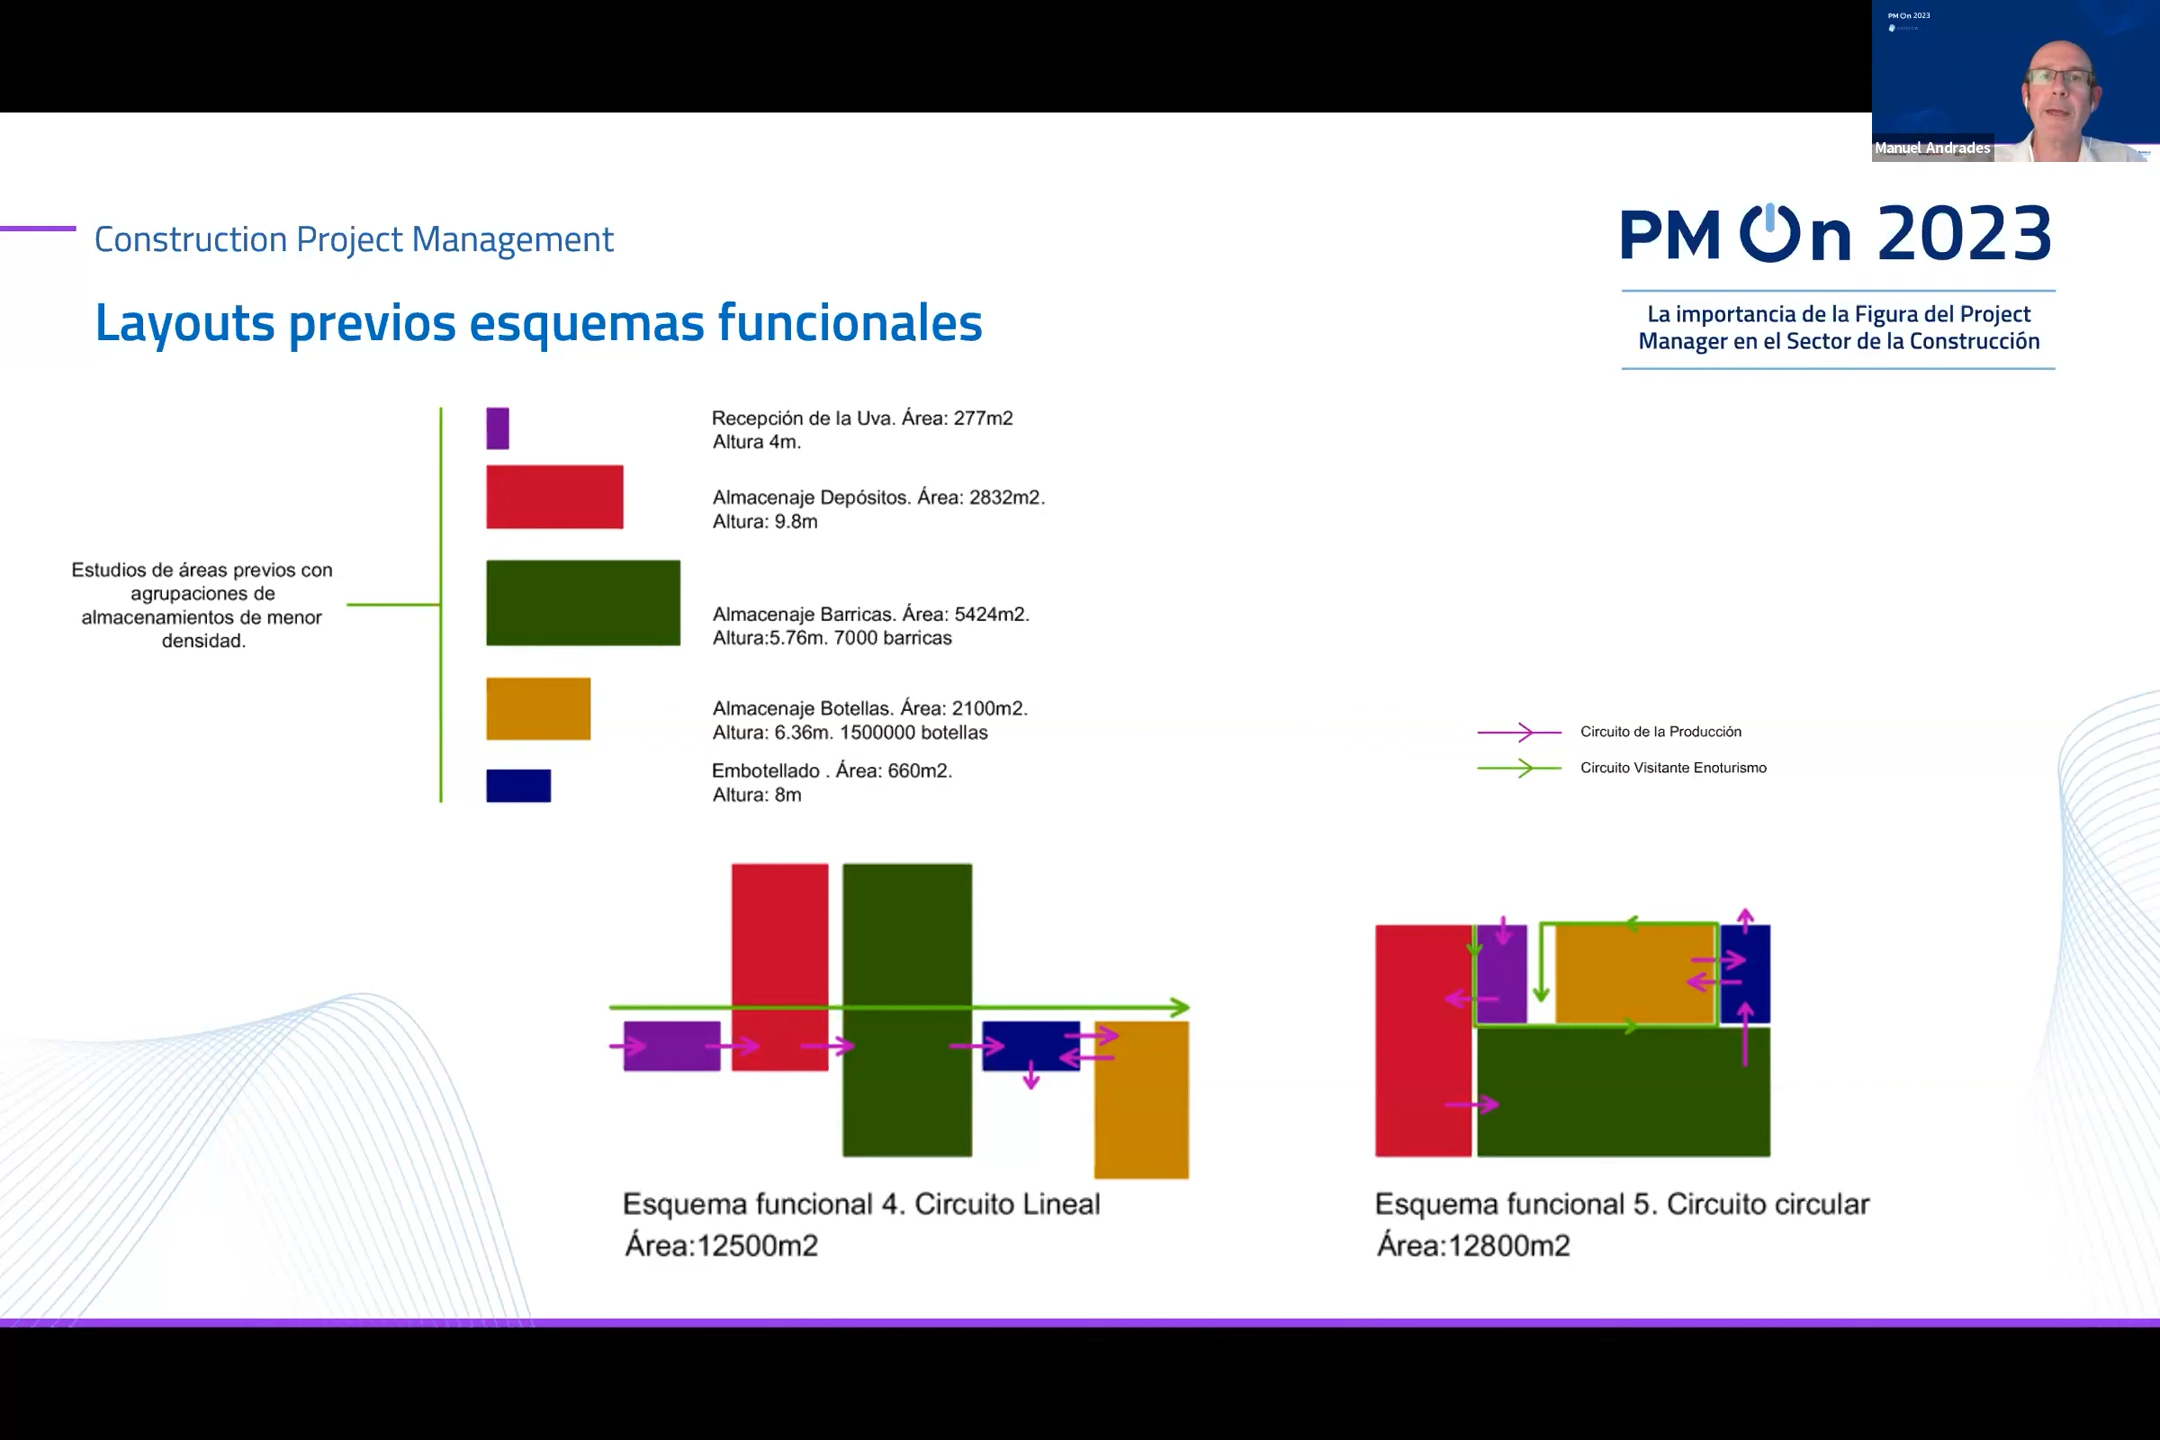 PM On 2023
Manuel Andrades
Construction Project Management
PM On 2023
Layouts previos esquemas funcionales
La importancia de la Figura del Project
Manager en el Sector de la Construcción
Recepción de la Uva. Área: 277m2
Altura 4m.
Almacenaje Depósitos. Área: 2832m2.
Altura: 9.8m
Estudios de áreas previos con
agrupaciones de
almacenamientos de menor
densidad.
Almacenaje Barricas. Área: 5424m2.
Altura:5.76m. 7000 barricas
Almacenaje Botellas. Área: 2100m2.
Altura: 6.36m. 1500000 botellas
Embotellado . Área: 660m2.
Altura: 8m
Circuito de la Producción
Circuito Visitante Enoturismo
Esquema funcional 4. Circuito Lineal
Área:12500m2
Esquema funcional 5. Circuito circular
Área:12800m2